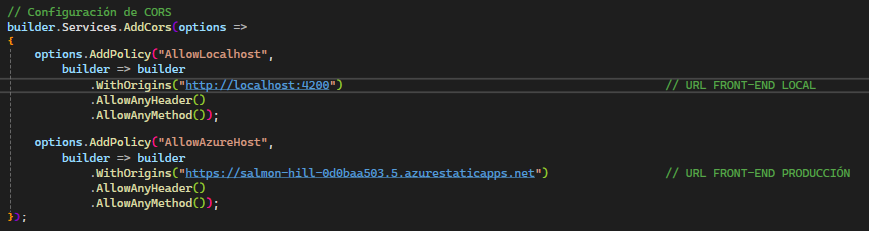 // Configuración de CORS
builder.Services.AddCors(options =>
{
    options.AddPolicy("AllowLocalhost",
        builder => builder
            .WithOrigins("http://localhost:4200") // URL FRONT-END LOCAL
            .AllowAnyHeader()
            .AllowAnyMethod());

    options.AddPolicy("AllowAzureHost",
        builder => builder
            .WithOrigins("https://salmon-hill-0d0baa503.5.azurestaticapps.net") // URL FRONT-END PRODUCCIÓN
            .AllowAnyHeader()
            .AllowAnyMethod());
});